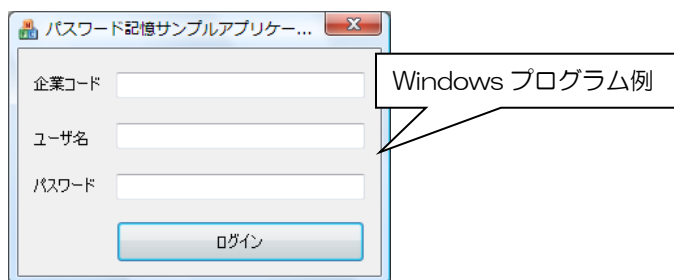 パスワード記憶サンプルアプリケー...
企業コード
Windows プログラム例
ユーザ名
パスワード
ログイン